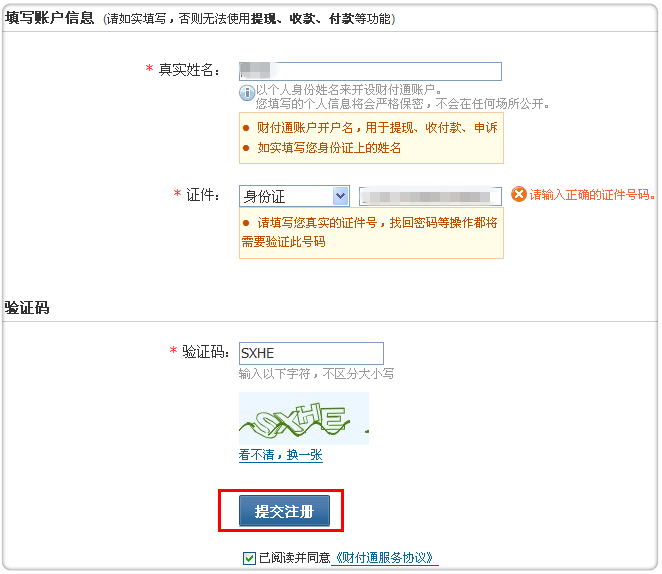 填写账户信息 (请如实填写，否则无法使用提现、收款、付款等功能)
* 真实姓名：
以个人身份姓名来开设财付通账户。
您填写的个人信息将会严格保密，不会在任何场所公开。
● 财付通账户开户名，用于提现、收付款、申诉
● 如实填写您身份证上的姓名
* 证件： 身份证 请输入正确的证件号码。
● 请填写您真实的证件号，找回密码等操作都将
需要验证此号码
验证码
* 验证码： SXHE
输入以下字符，不区分大小写
SXHE
看不清，换一张
提交注册
已阅读并同意《财付通服务协议》